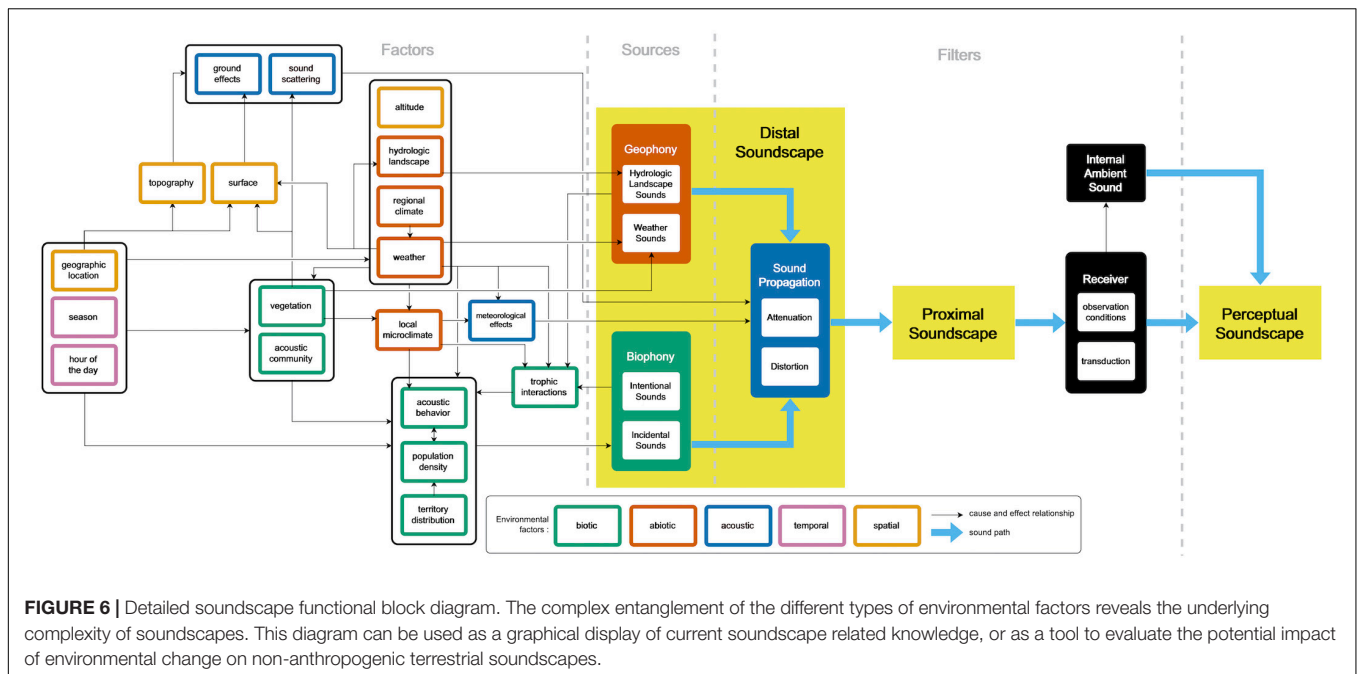 Factors
Sources
Filters
ground
effects
sound
scattering
altitude
hydrologic
landscape
regional
climate
weather
topography
surface
geographic
location
season
hour of
the day
vegetation
acoustic
community
local
microclimate
meteorological
effects
trophic
interactions
acoustic
behavior
population
density
territory
distribution
Geophony
Hydrologic
Landscape
Sounds
Weather
Sounds
Biophony
Intentional
Sounds
Incidental
Sounds
Distal
Soundscape
Sound
Propagation
Attenuation
Distortion
Proximal
Soundscape
Internal
Ambient
Sound
Receiver
observation
conditions
transduction
Perceptual
Soundscape
Environmental
factors :
biotic
abiotic
acoustic
temporal
spatial
cause and effect relationship
sound path
FIGURE 6 | Detailed soundscape functional block diagram. The complex entanglement of the different types of environmental factors reveals the underlying
complexity of soundscapes. This diagram can be used as a graphical display of current soundscape related knowledge, or as a tool to evaluate the potential impact
of environmental change on non-anthropogenic terrestrial soundscapes.